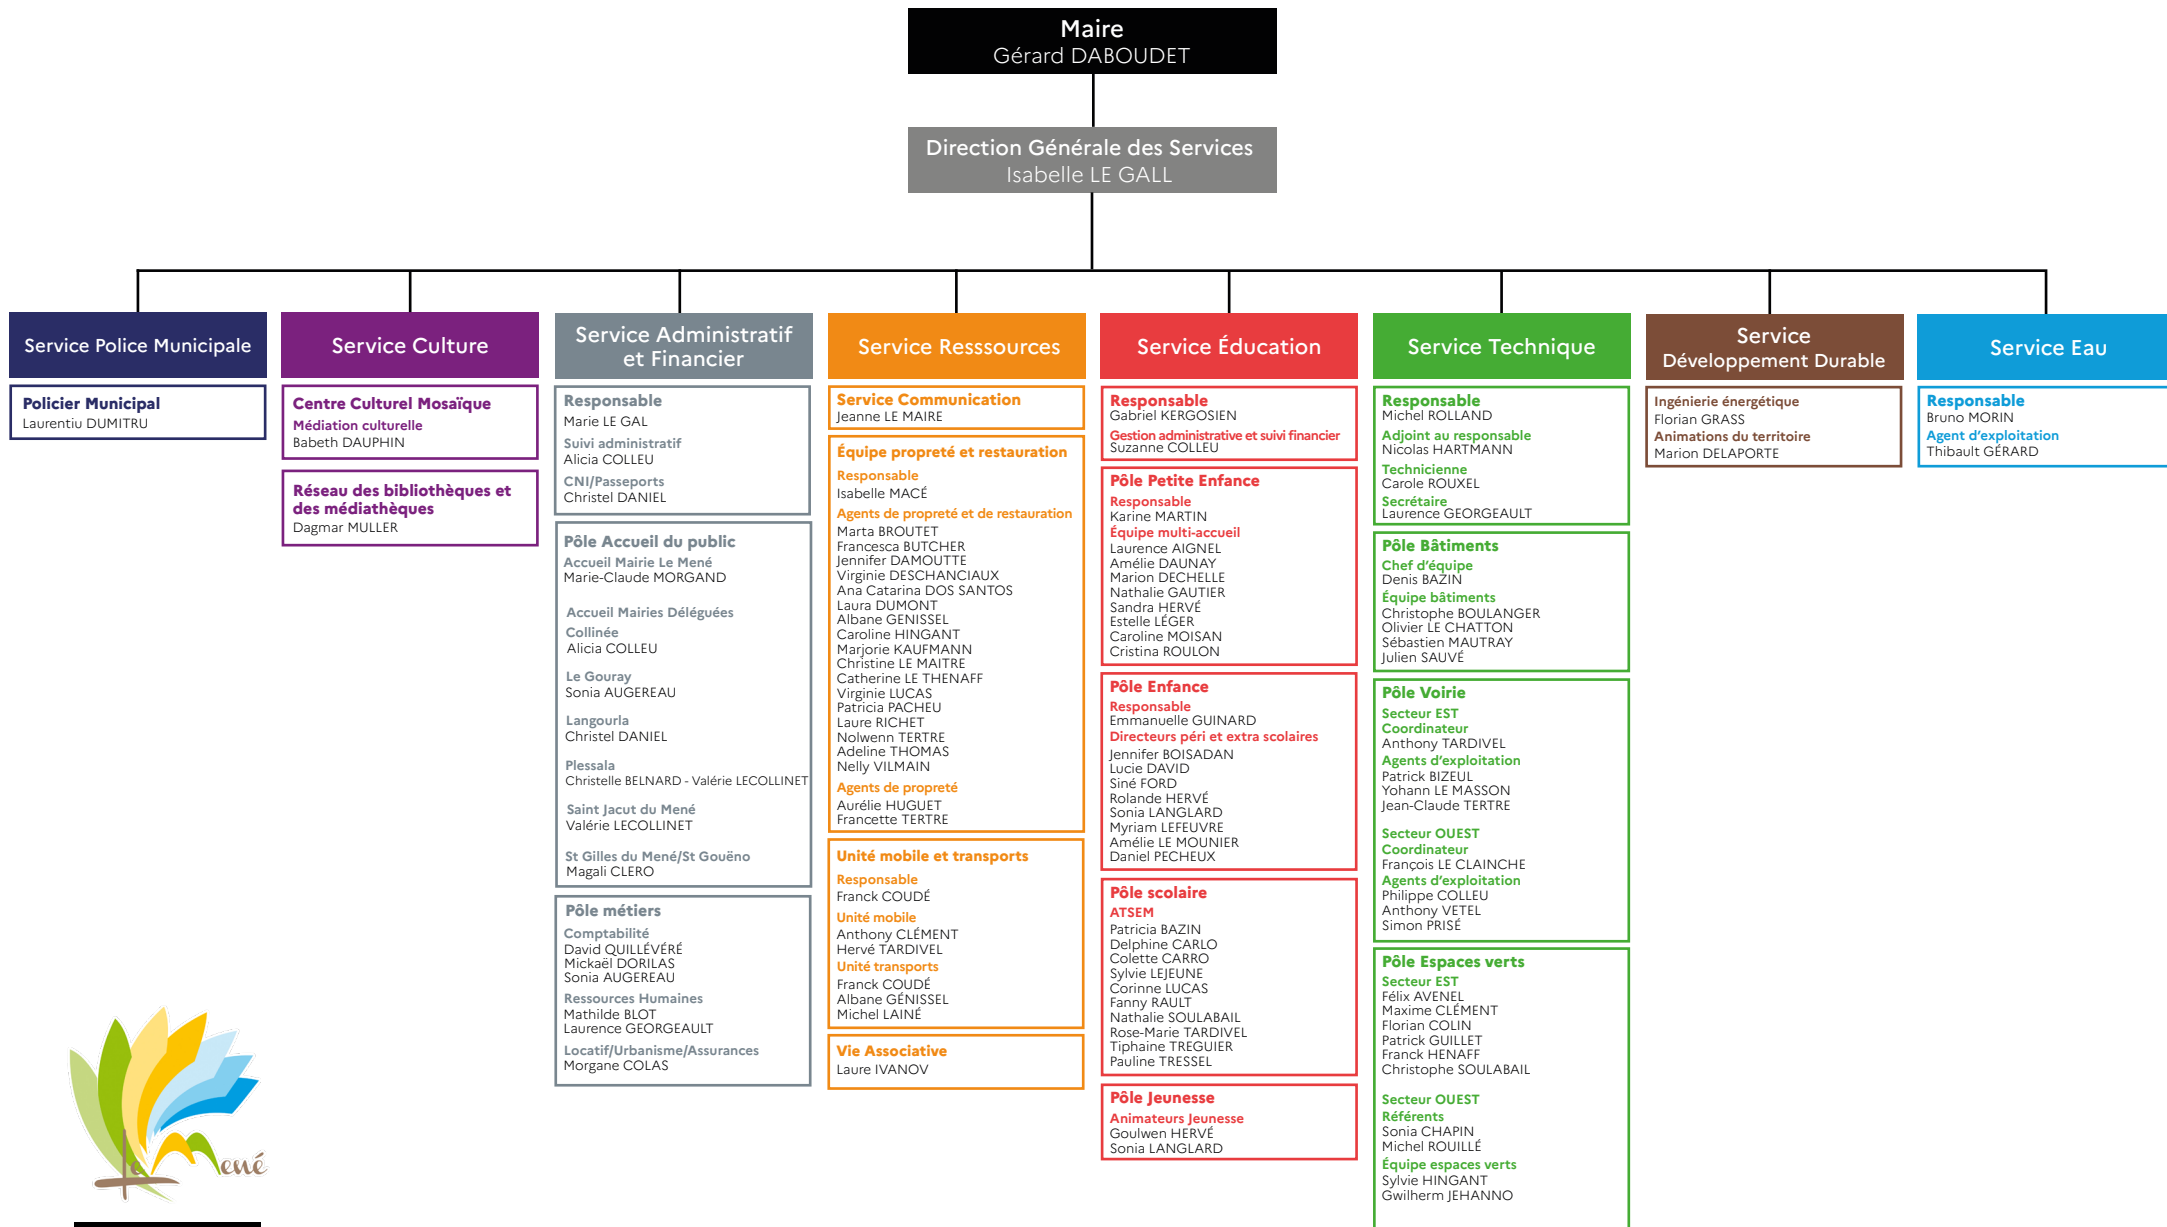 Maire
Gérard DABOUDET
Direction Générale des Services
Isabelle LE GALL
Service Police Municipale
Policier Municipal
Laurentiu DUMITRU
Service Culture
Centre Culturel Mosaïque
Médiation culturelle
Babeth DAUPHIN
Réseau des bibliothèques et
des médiathèques
Dagmar MULLER
Service Administratif
et Financier
Responsable
Marie LE GAL
Suivi administratif
Alicia COLLEU
CNI/Passeports
Christel DANIEL
Pôle Accueil du public
Accueil Mairie Le Mené
Marie-Claude MORGAND
Accueil Mairies Déléguées
Collinée
Alicia COLLEU
Le Gouray
Sonia AUGEREAU
Langourla
Christel DANIEL
Plessala
Christelle BELNARD - Valérie LECOLLINET
Saint Jacut du Mené
Valérie LECOLLINET
St Gilles du Mené/St Gouëno
Magali CLERO
Pôle métiers
Comptabilité
David QUILLÉVÉRÉ
Mickaël DORILAS
Sonia AUGEREAU
Ressources Humaines
Mathilde BLOT
Laurence GEORGEAULT
Locatif/Urbanisme/Assurances
Morgane COLAS
Service Resssources
Service Communication
Jeanne LE MAIRE
Équipe propreté et restauration
Responsable
Isabelle MACÉ
Agents de propreté et de restauration
Marta BROUTET
Francesca BUTCHER
Jennifer DAMOUTTE
Virginie DESCHANCIAUX
Ana Catarina DOS SANTOS
Laura DUMONT
Albane GENISSEL
Caroline HINGANT
Marjorie KAUFMANN
Christine LE MAITRE
Catherine LE THENAFF
Virginie LUCAS
Patricia PACHEU
Laure RICHET
Nolwenn TERTRE
Adeline THOMAS
Nelly VILMAIN
Agents de propreté
Aurélie HUGUET
Francette TERTRE
Unité mobile et transports
Responsable
Franck COUDÉ
Unité mobile
Anthony CLÉMENT
Hervé TARDIVEL
Unité transports
Franck COUDÉ
Albane GÉNISSEL
Michel LAINÉ
Vie Associative
Laure IVANOV
Service Éducation
Responsable
Gabriel KERGOSIEN
Gestion administrative et suivi financier
Suzanne COLLEU
Pôle Petite Enfance
Responsable
Karine MARTIN
Équipe multi-accueil
Laurence AIGNEL
Amélie DAUNAY
Marion DECHELLE
Nathalie GAUTIER
Sandra HERVÉ
Estelle LÉGER
Caroline MOISAN
Cristina ROULON
Pôle Enfance
Responsable
Emmanuelle GUINARD
Directeurs péri et extra scolaires
Jennifer BOISADAN
Lucie DAVID
Siné FORD
Rolande HERVÉ
Sonia LANGLARD
Myriam LEFEUVRE
Amélie LE MOUNIER
Daniel PECHEUX
Pôle scolaire
ATSEM
Patricia BAZIN
Delphine CARLO
Colette CARRO
Sylvie LEJEUNE
Corinne LUCAS
Fanny RAULT
Nathalie SOULABAIL
Rose-Marie TARDIVEL
Tiphaine TREGUIER
Pauline TRESSEL
Pôle Jeunesse
Animateurs Jeunesse
Goulwen HERVÉ
Sonia LANGLARD
Service Technique
Responsable
Michel ROLLAND
Adjoint au responsable
Nicolas HARTMANN
Technicienne
Carole ROUXEL
Secrétaire
Laurence GEORGEAULT
Pôle Bâtiments
Chef d'équipe
Denis BAZIN
Équipe bâtiments
Christophe BOULANGER
Olivier LE CHATTON
Sébastien MAUTRAY
Julien SAUVÉ
Pôle Voirie
Secteur EST
Coordinateur
Anthony TARDIVEL
Agents d'exploitation
Patrick BIZEUL
Yohann LE MASSON
Jean-Claude TERTRE
Secteur OUEST
Coordinateur
François LE CLAINCHE
Agents d'exploitation
Philippe COLLEU
Anthony VETEL
Simon PRISÉ
Pôle Espaces verts
Secteur EST
Félix AVENEL
Maxime CLÉMENT
Florian COLIN
Patrick GUILLET
Franck HENAFF
Christophe SOULABAIL
Secteur OUEST
Référents
Sonia CHAPIN
Michel ROUILLÉ
Équipe espaces verts
Sylvie HINGANT
Gwilherm JEHANNO
Service
Développement Durable
Ingénierie énergétique
Florian GRASS
Animations du territoire
Marion DELAPORTE
Service Eau
Responsable
Bruno MORIN
Agent d'exploitation
Thibault GÉRARD
Le Mené